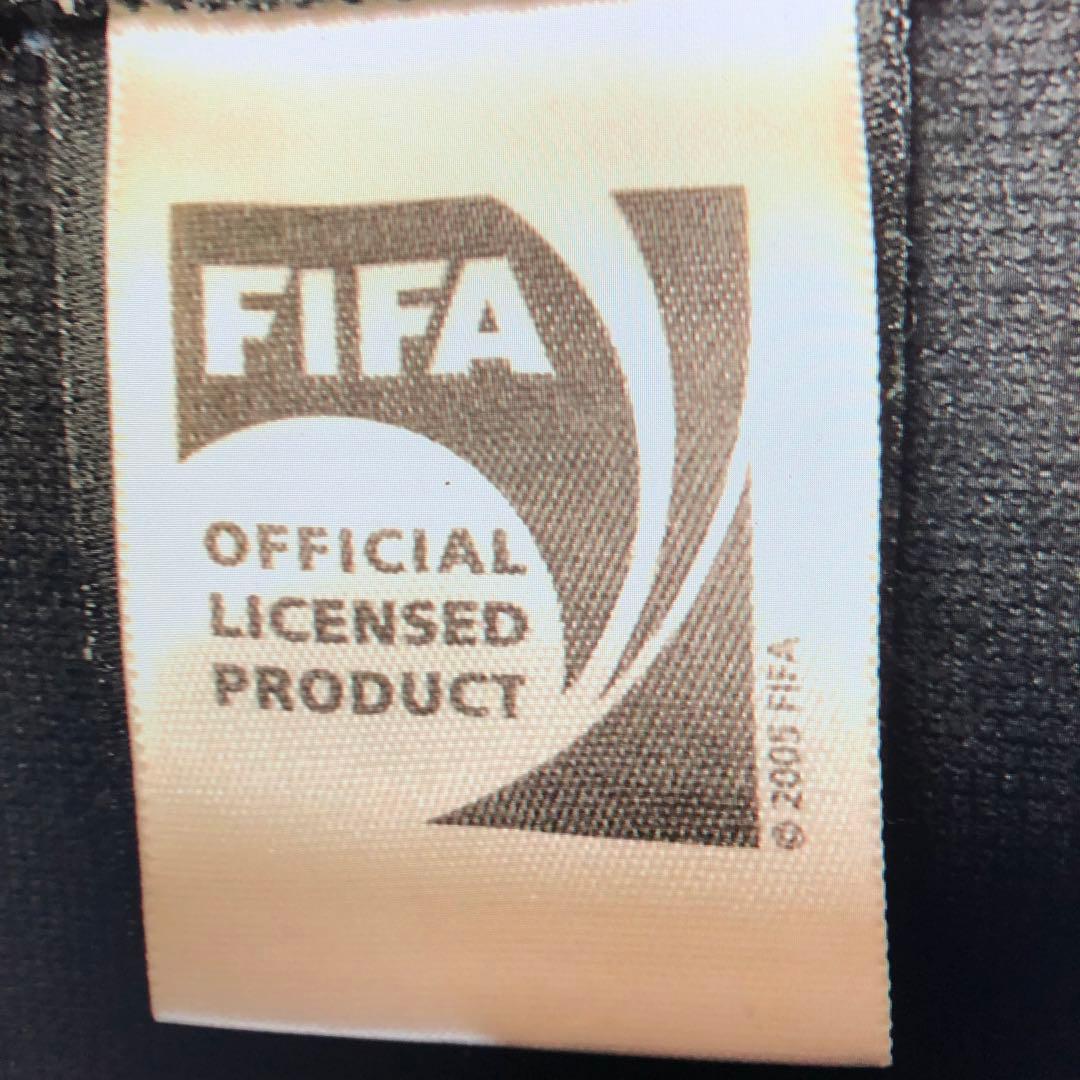 FIFA
OFFICIAL
LICENSED
PRODUCT
© 2005 FIFA